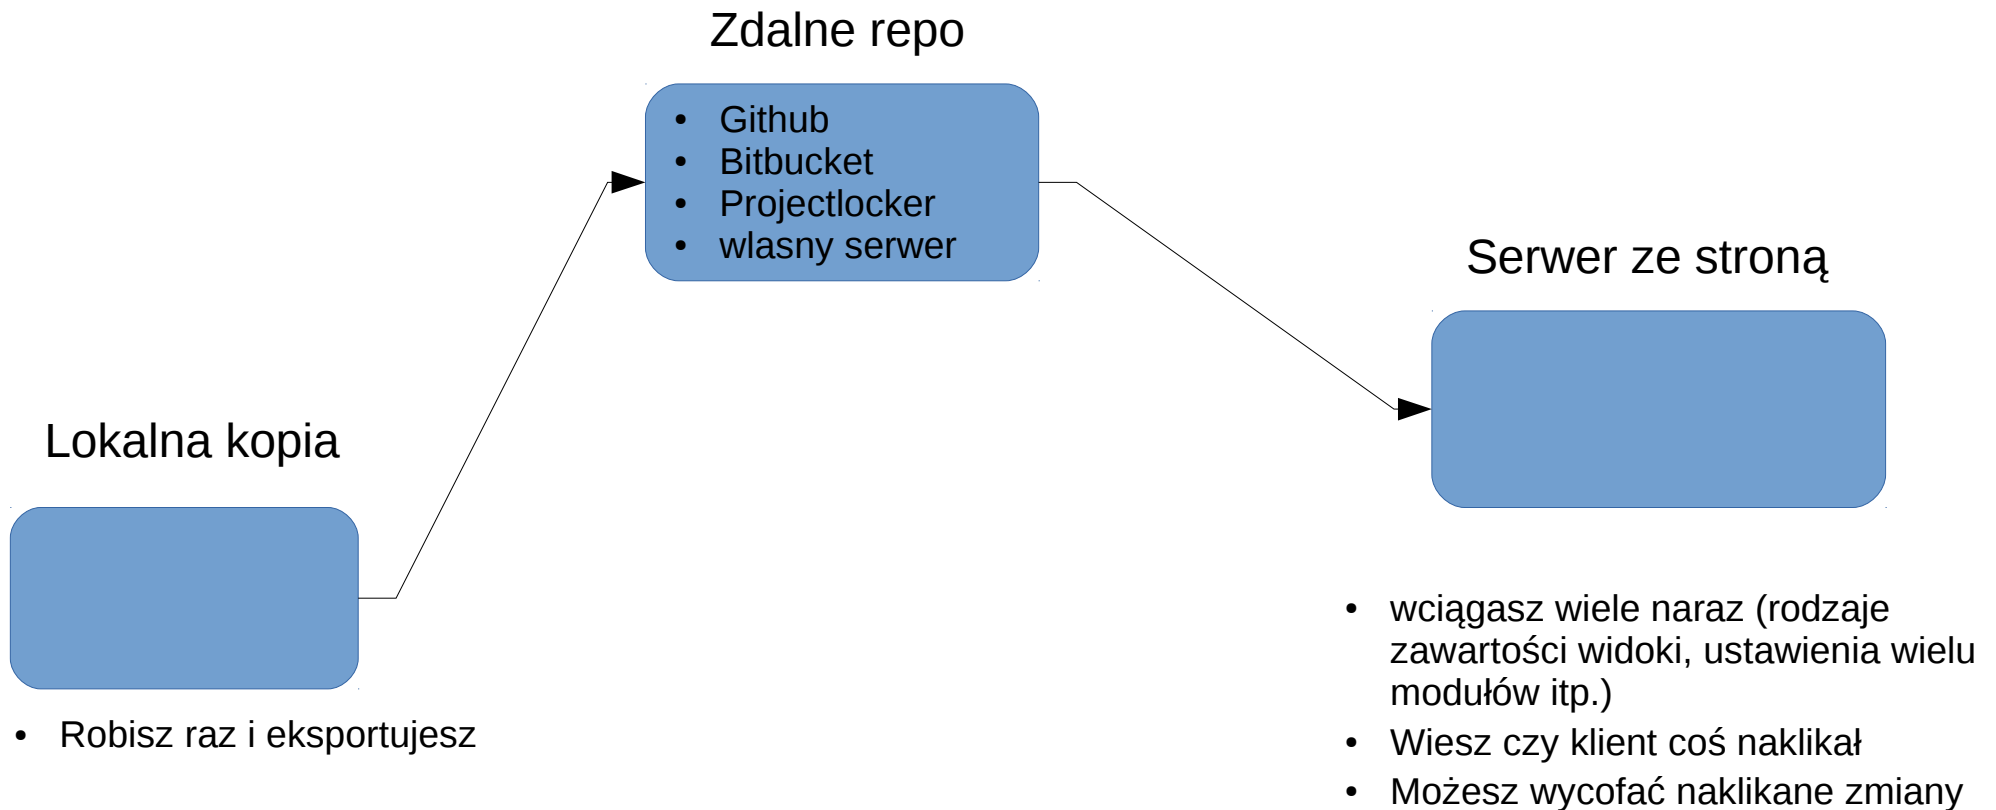 Zdalne repo
• Github
• Bitbucket
• Projectlocker
• wlasny serwer
Serwer ze stroną
Lokalna kopia
• Robisz raz i eksportujesz
• wciągasz wiele naraz (rodzaje
zawartości widoki, ustawienia wielu
modułów itp.)
• Wiesz czy klient coś naklikał
• Możesz wycofać naklikane zmiany